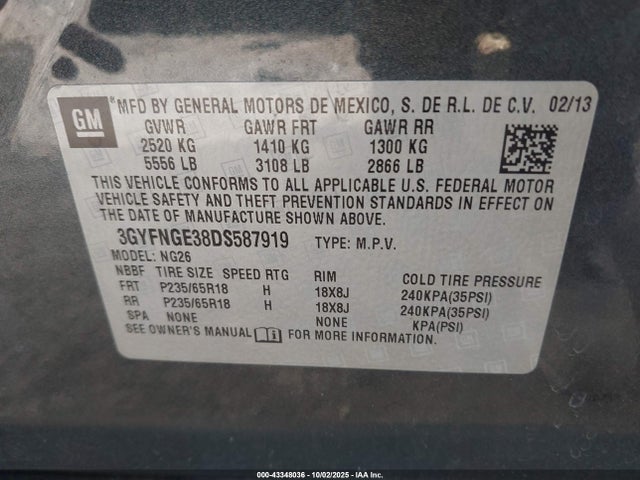 GM
*MFD BY GENERAL MOTORS DE MEXICO, S. DE R.L. DE C.V. 02/13
GVWR GAWR FRT GAWR RR
2520 KG 1410 KG 1300 KG
5556 LB 3108 LB 2866 LB
THIS VEHICLE CONFORMS TO ALL APPLICABLE U.S. FEDERAL MOTOR
VEHICLE SAFETY AND THEFT PREVENTION STANDARDS IN EFFECT ON
THE DATE OF MANUFACTURE SHOWN ABOVE.
3GYFNGE38DS587919 TYPE: M.P.V.
MODEL: NG26
NBBF TIRE SIZE SPEED RTG RIM COLD TIRE PRESSURE
FRT P235/65R18 H 18X8J 240KPA(35PSI)
RR P235/65R18 H 18X8J 240KPA(35PSI)
SPA NONE NONE KPA(PSI)
SEE OWNER'S MANUAL FOR MORE INFORMATION.
000-43348036 - 10/02/2025 - IAA Inc.